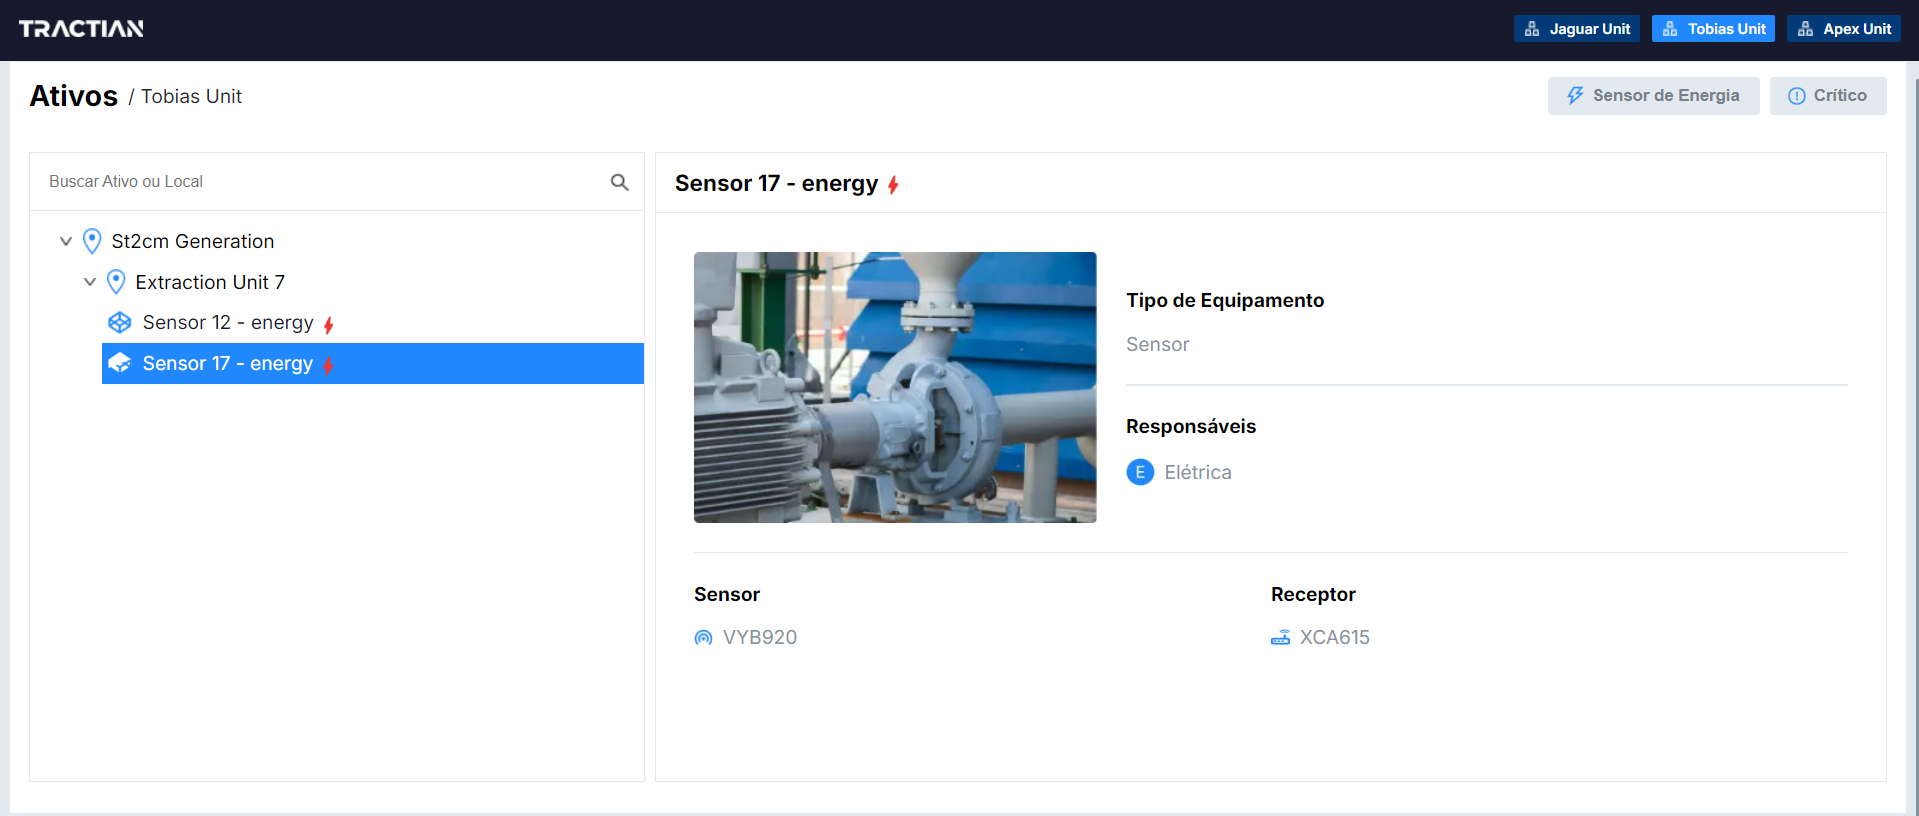 TRACTIAN
Jaguar Unit
Tobias Unit
Apex Unit
Ativos / Tobias Unit
Sensor de Energia
Crítico
Buscar Ativo ou Local
St2cm Generation
Extraction Unit 7
Sensor 12 - energy
Sensor 17 - energy
Sensor 17 - energy
Tipo de Equipamento
Sensor
Responsáveis
E Elétrica
Sensor
VYB920
Receptor
XCA615